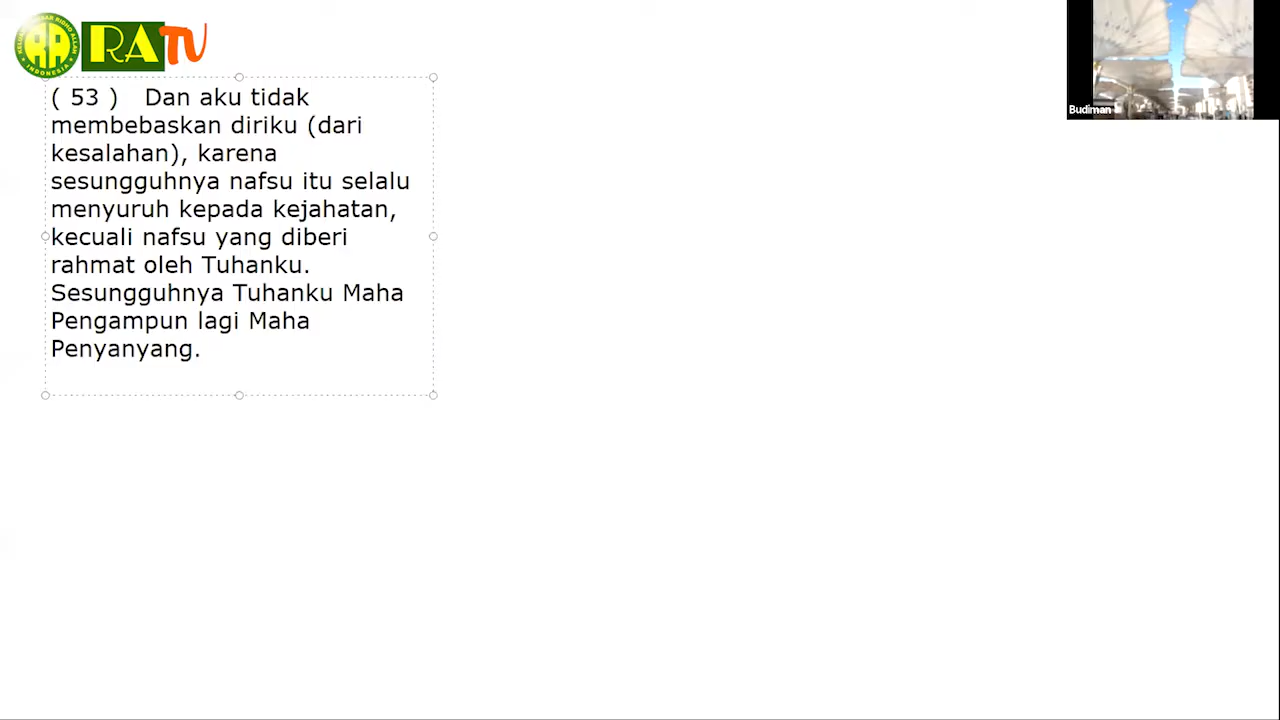 RA
RATV
( 53 ) Dan aku tidak
membebaskan diriku (dari
kesalahan), karena
sesungguhnya nafsu itu selalu
menyuruh kepada kejahatan,
kecuali nafsu yang diberi
rahmat oleh Tuhanku.
Sesungguhnya Tuhanku Maha
Pengampun lagi Maha
Penyanyang.
Budiman